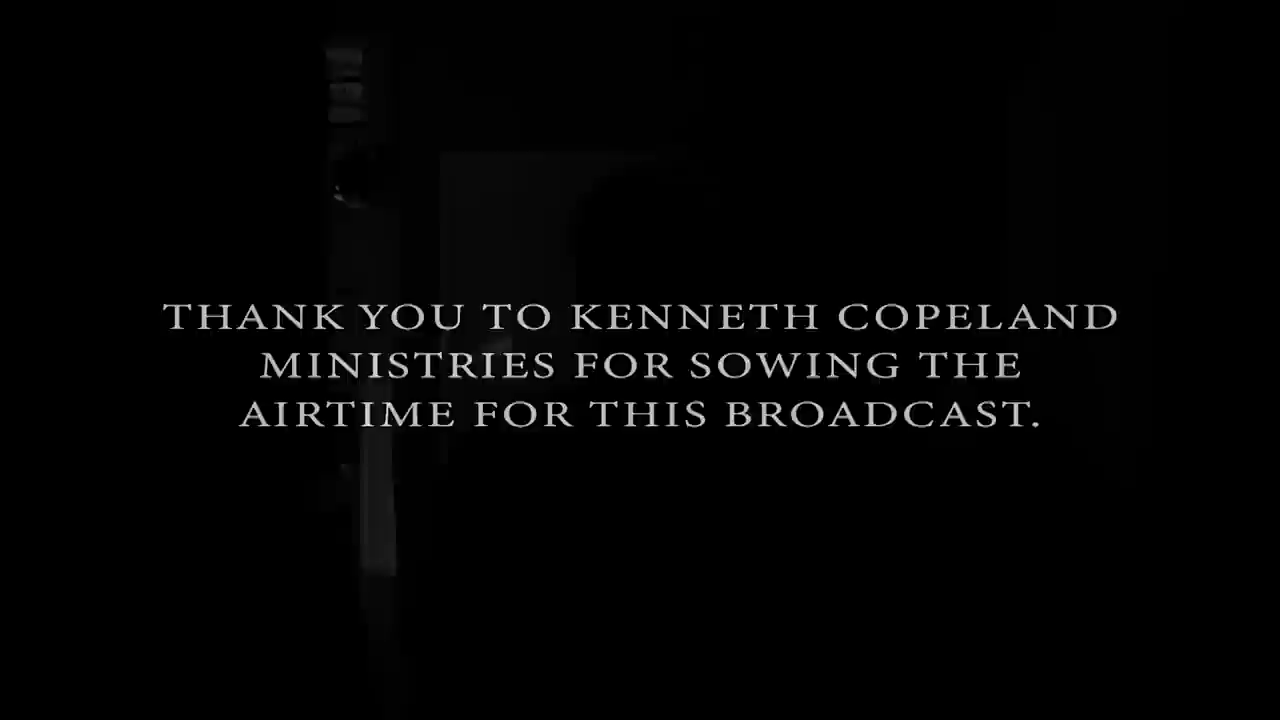 THANK YOU TO KENNETH COPELAND
MINISTRIES FOR SOWING THE
AIRTIME FOR THIS BROADCAST.